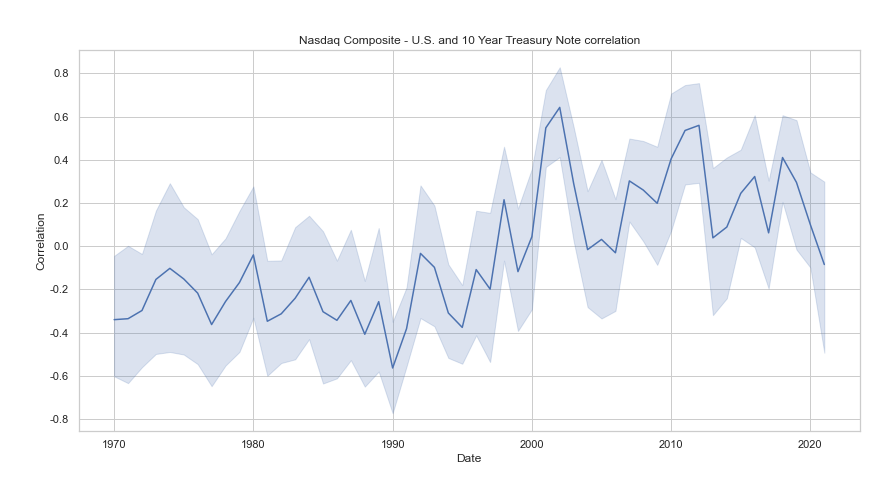 Nasdaq Composite - U.S. and 10 Year Treasury Note correlation
0.8
0.6
0.4
0.2
0.0
-0.2
-0.4
-0.6
-0.8
Correlation
1970 1980 1990 2000 2010 2020
Date